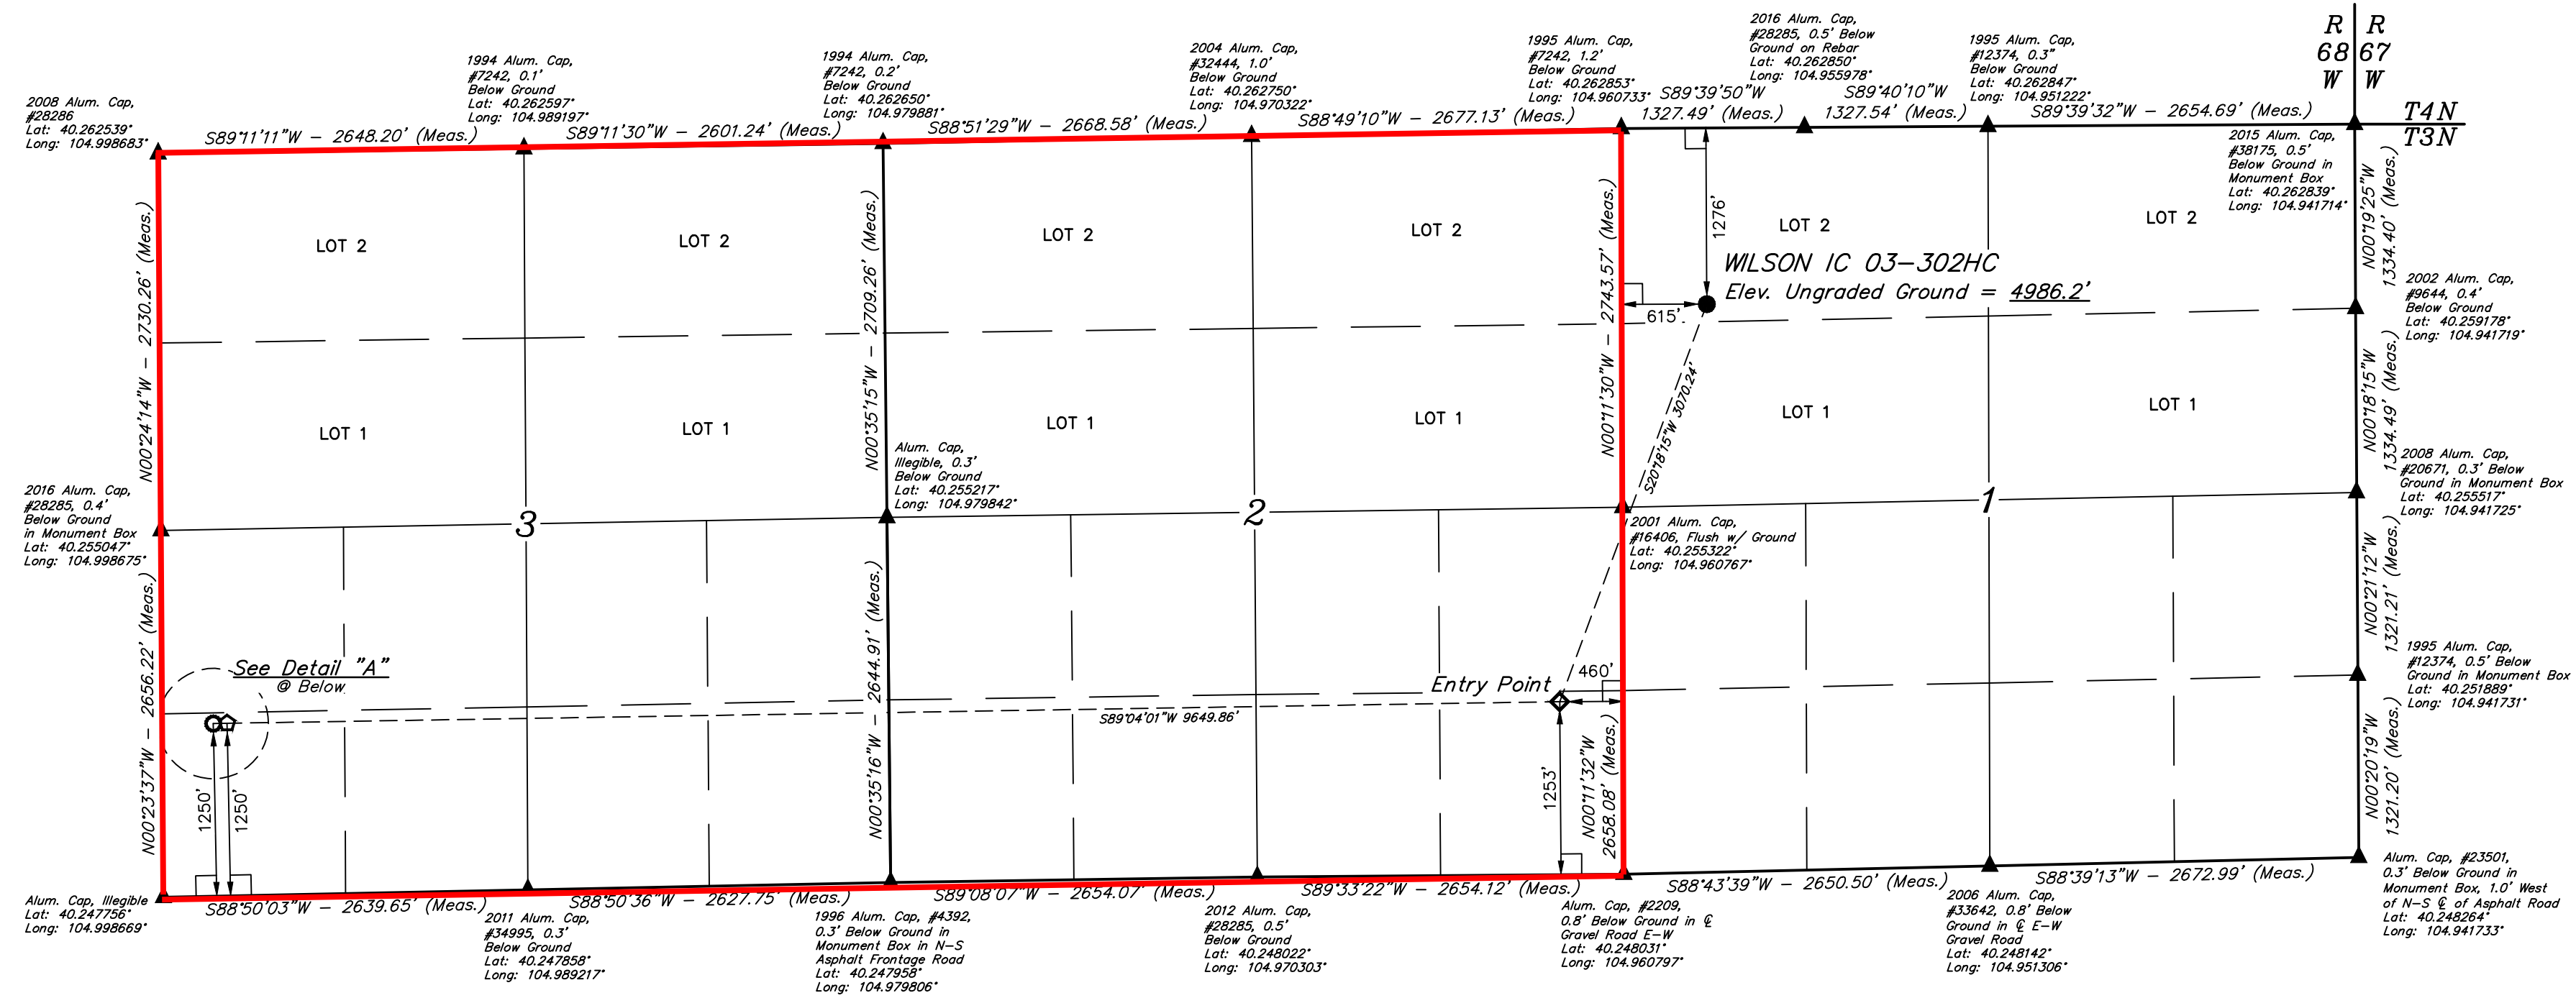 R R
68 67
W W
T4N
T3N
2008 Alum. Cap,
#28286
Lat: 40.262539°
Long: 104.998683°
1994 Alum. Cap,
#7242, 0.1'
Below Ground
Lat: 40.262597°
Long: 104.989197°
1994 Alum. Cap,
#7242, 0.2'
Below Ground
Lat: 40.262650°
Long: 104.979881°
2004 Alum. Cap,
#32444, 1.0'
Below Ground
Lat: 40.262750°
Long: 104.970322°
1995 Alum. Cap,
#7242, 1.2'
Below Ground
Lat: 40.262853°
Long: 104.960733°
2016 Alum. Cap,
#28285, 0.5' Below
Ground on Rebar
Lat: 40.262850°
Long: 104.955978°
1995 Alum. Cap,
#12374, 0.3"
Below Ground
Lat: 40.262847°
Long: 104.951222°
S89°11'11"W - 2648.20' (Meas.)
S89°11'30"W - 2601.24' (Meas.)
S88°51'29"W - 2668.58' (Meas.)
S88°49'10"W - 2677.13' (Meas.)
S89°39'50"W
1327.49' (Meas.)
S89°40'10"W
1327.54' (Meas.)
S89°39'32"W - 2654.69' (Meas.)
2015 Alum. Cap,
#38175, 0.5'
Below Ground in
Monument Box
Lat: 40.262839°
Long: 104.941714°
N00°24'14"W - 2730.26' (Meas.)
N00°35'15"W - 2709.26' (Meas.)
N00°11'30"W - 2743.57' (Meas.)
N00°19'25"W
1334.40' (Meas.)
LOT 2
LOT 2
LOT 2
LOT 2
LOT 2
LOT 2
1276'
WILSON IC 03-302HC
Elev. Ungraded Ground = 4986.2'
615'
2002 Alum. Cap,
#9644, 0.4'
Below Ground
Lat: 40.259178°
Long: 104.941719°
S20°18'15"W 3070.24'
N00°18'15"W
1334.49' (Meas.)
LOT 1
LOT 1
LOT 1
LOT 1
LOT 1
LOT 1
Alum. Cap,
Illegible, 0.3'
Below Ground
Lat: 40.255217°
Long: 104.979842°
2008 Alum. Cap,
#20671, 0.3' Below
Ground in Monument Box
Lat: 40.255517°
Long: 104.941725°
2016 Alum. Cap,
#28285, 0.4'
Below Ground
in Monument Box
Lat: 40.255047°
Long: 104.998675°
3
2
1
2001 Alum. Cap,
#16406, Flush w/ Ground
Lat: 40.255322°
Long: 104.960767°
N00°23'37"W - 2656.22' (Meas.)
N00°35'16"W - 2644.91' (Meas.)
N00°11'32"W
2658.08' (Meas.)
N00°21'12"W
1321.21' (Meas.)
See Detail "A"
@ Below
Entry Point
460'
S89°04'01"W 9649.86'
1995 Alum. Cap,
#12374, 0.5' Below
Ground in Monument Box
Lat: 40.251889°
Long: 104.941731°
1250'
1250'
1253'
N00°20'19"W
1321.20' (Meas.)
S88°50'03"W - 2639.65' (Meas.)
S88°50'36"W - 2627.75' (Meas.)
S89°08'07"W - 2654.07' (Meas.)
S89°33'22"W - 2654.12' (Meas.)
S88°43'39"W - 2650.50' (Meas.)
S88°39'13"W - 2672.99' (Meas.)
Alum. Cap, Illegible
Lat: 40.247756°
Long: 104.998669°
2011 Alum. Cap,
#34995, 0.3'
Below Ground
Lat: 40.247858°
Long: 104.989217°
1996 Alum. Cap, #4392,
0.3' Below Ground in
Monument Box in N-S
Asphalt Frontage Road
Lat: 40.247958°
Long: 104.979806°
2012 Alum. Cap,
#28285, 0.5'
Below Ground
Lat: 40.248022°
Long: 104.970303°
Alum. Cap, #2209,
0.8' Below Ground in ℄
Gravel Road E-W
Lat: 40.248031°
Long: 104.960797°
2006 Alum. Cap,
#33642, 0.8' Below
Ground in ℄ E-W
Gravel Road
Lat: 40.248142°
Long: 104.951306°
Alum. Cap, #23501,
0.3' Below Ground in
Monument Box, 1.0' West
of N-S ℄ of Asphalt Road
Lat: 40.248264°
Long: 104.941733°